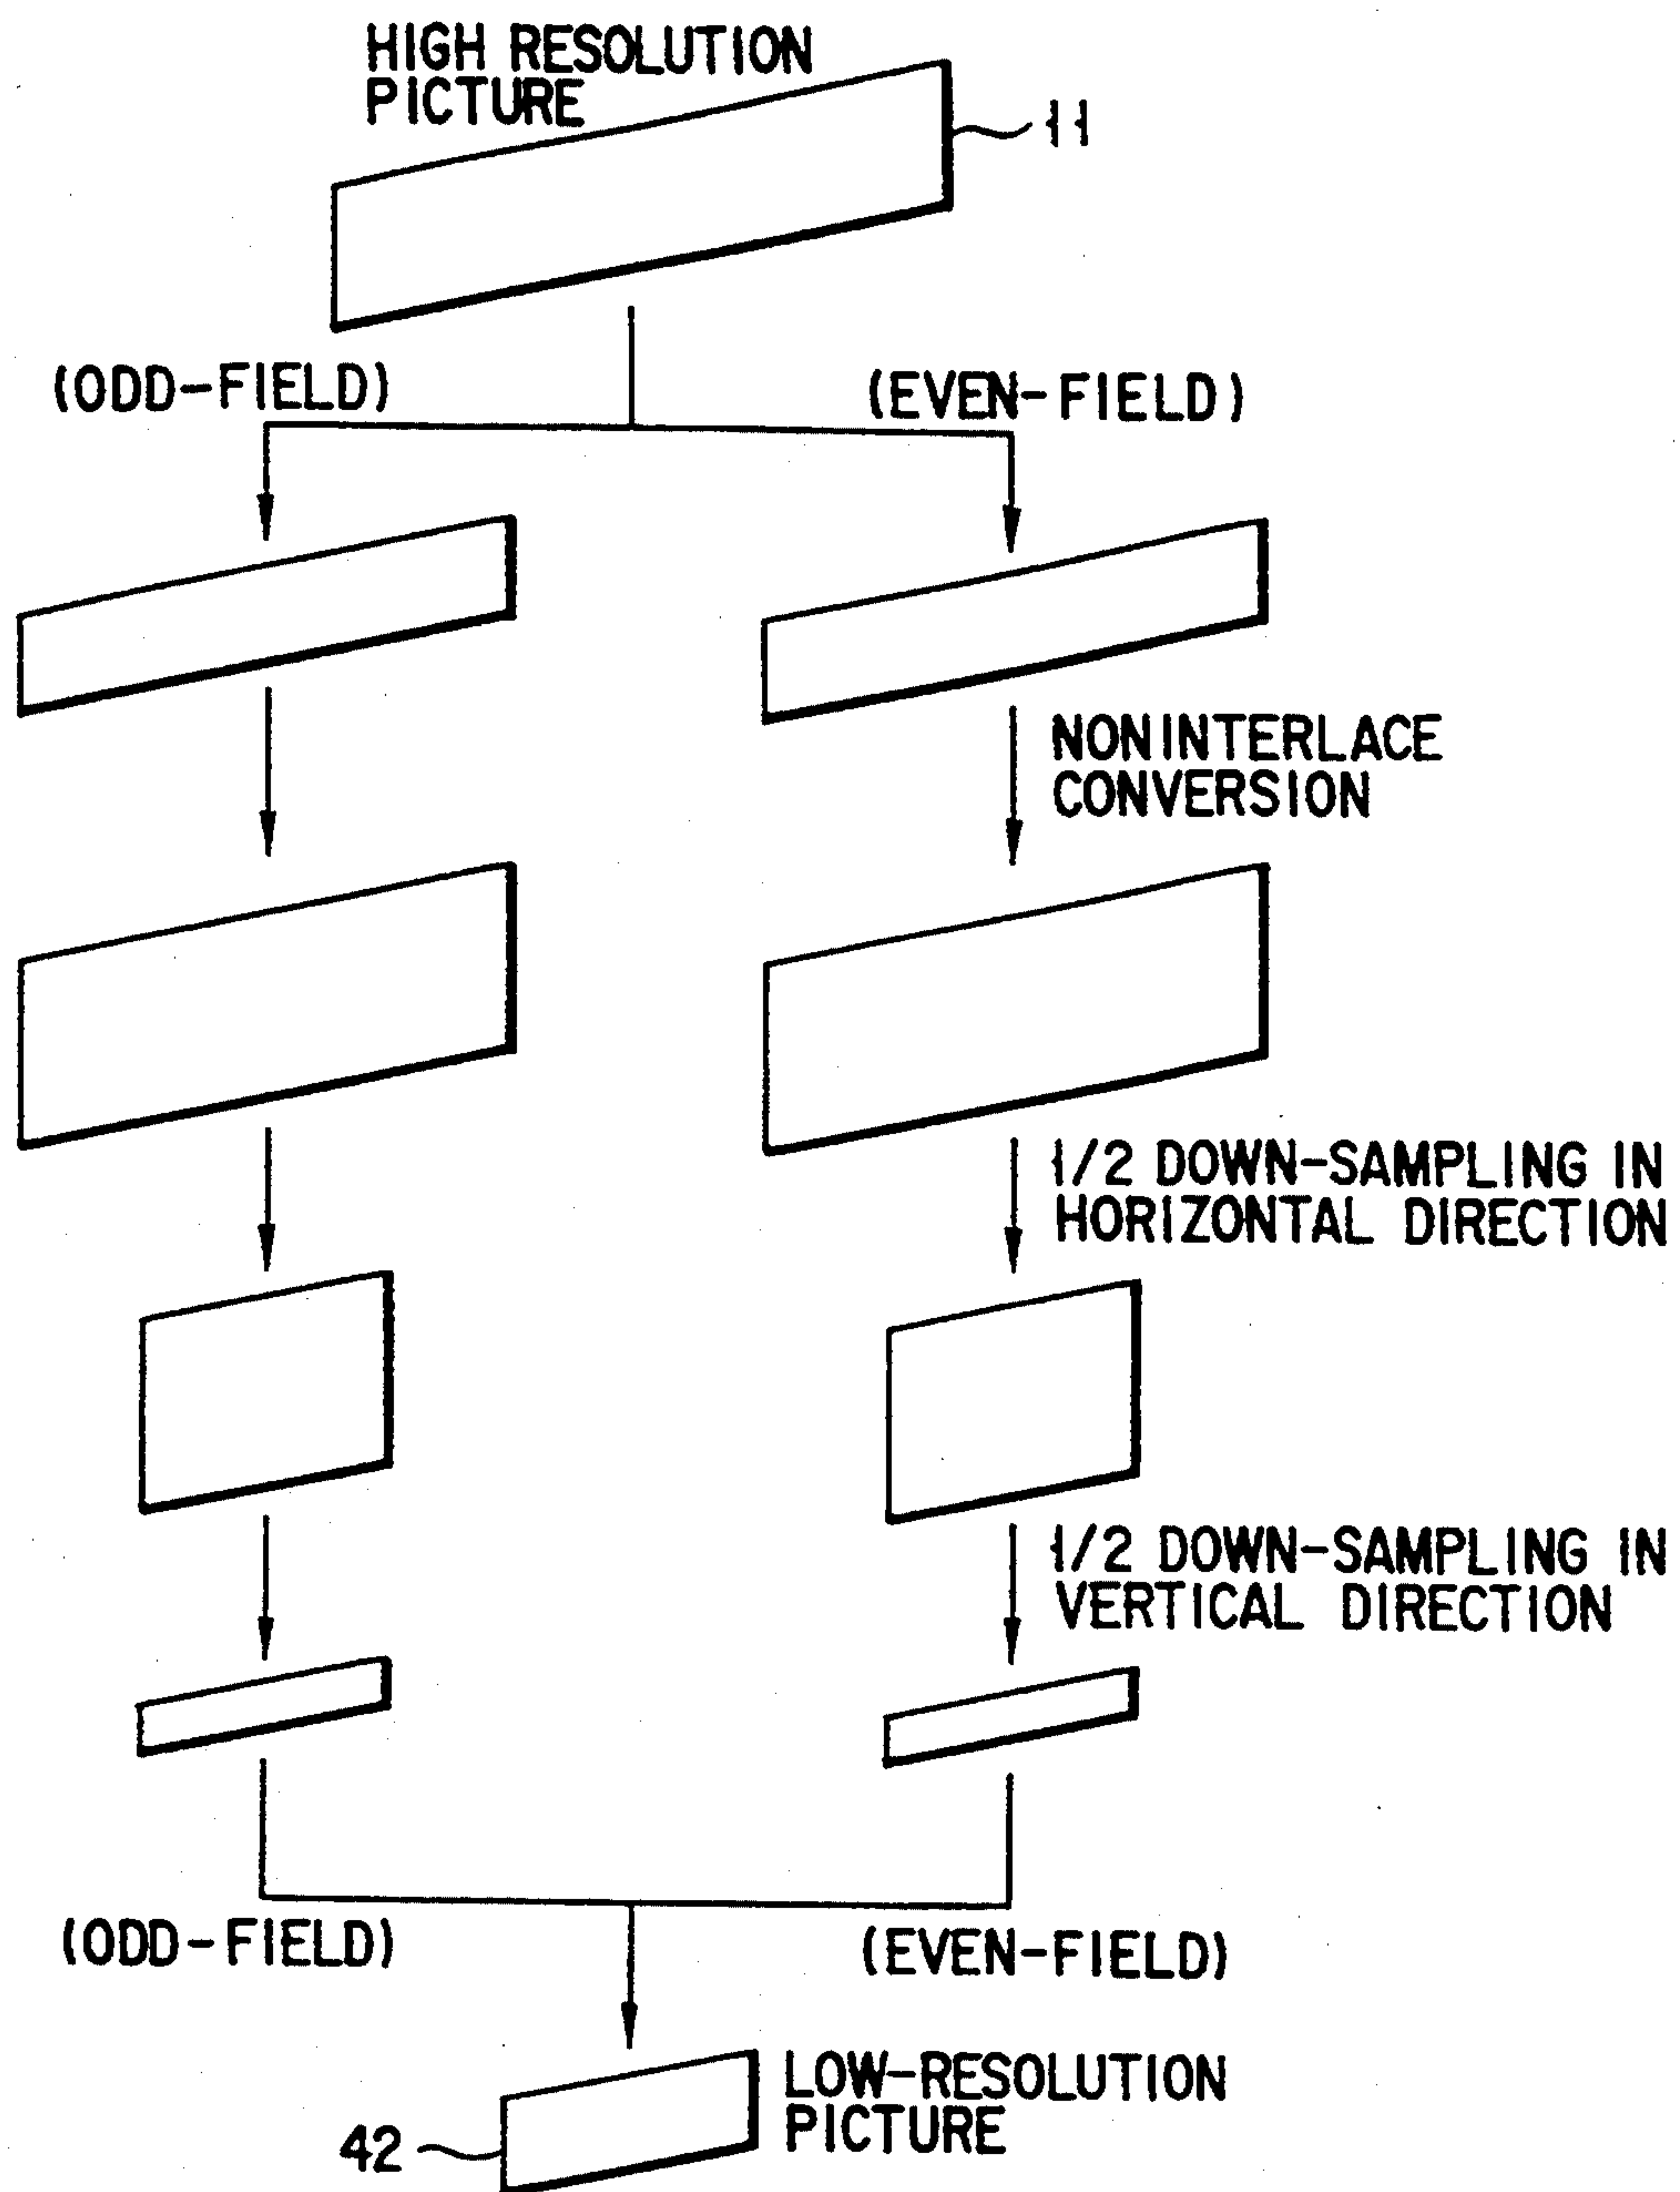 HIGH RESOLUTION
PICTURE
11
(ODD-FIELD)
(EVEN-FIELD)
NONINTERLACE
CONVERSION
1/2 DOWN-SAMPLING IN
HORIZONTAL DIRECTION
1/2 DOWN-SAMPLING IN
VERTICAL DIRECTION
(ODD-FIELD)
(EVEN-FIELD)
LOW-RESOLUTION
PICTURE
42